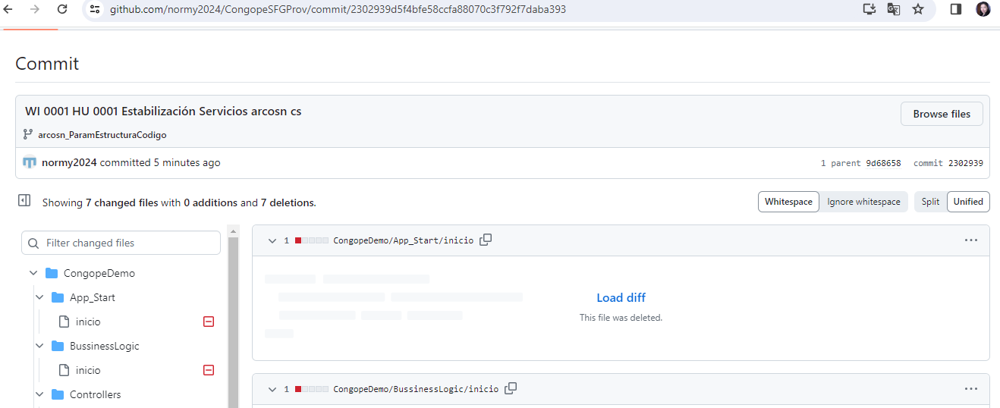 github.com/normy2024/CongopeSFGProv/commit/2302939d5f4bfe58ccfa88070c3f792f7daba393
Commit
WI 0001 HU 0001 Estabilización Servicios arcosn cs
Browse files
arcosn_ParamEstructuraCodigo
normy2024 committed 5 minutes ago
1 parent 9d68658 commit 2302939
Showing 7 changed files with 0 additions and 7 deletions.
Whitespace Ignore whitespace Split Unified
Filter changed files
CongopeDemo
App_Start
inicio
BussinessLogic
inicio
Controllers
1 CongopeDemo/App_Start/inicio
Load diff
This file was deleted.
1 CongopeDemo/BussinessLogic/inicio